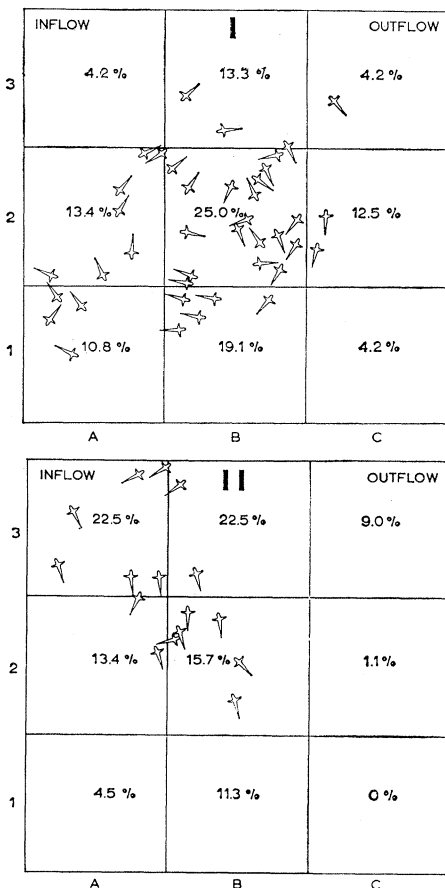 INFLOW I OUTFLOW
3 4.2 % 13.3 % 4.2 %
2 13.4 % 25.0 % 12.5 %
1 10.8 % 19.1 % 4.2 %
A B C
INFLOW II OUTFLOW
3 22.5 % 22.5 % 9.0 %
2 13.4 % 15.7 % 1.1 %
1 4.5 % 11.3 % 0 %
A B C